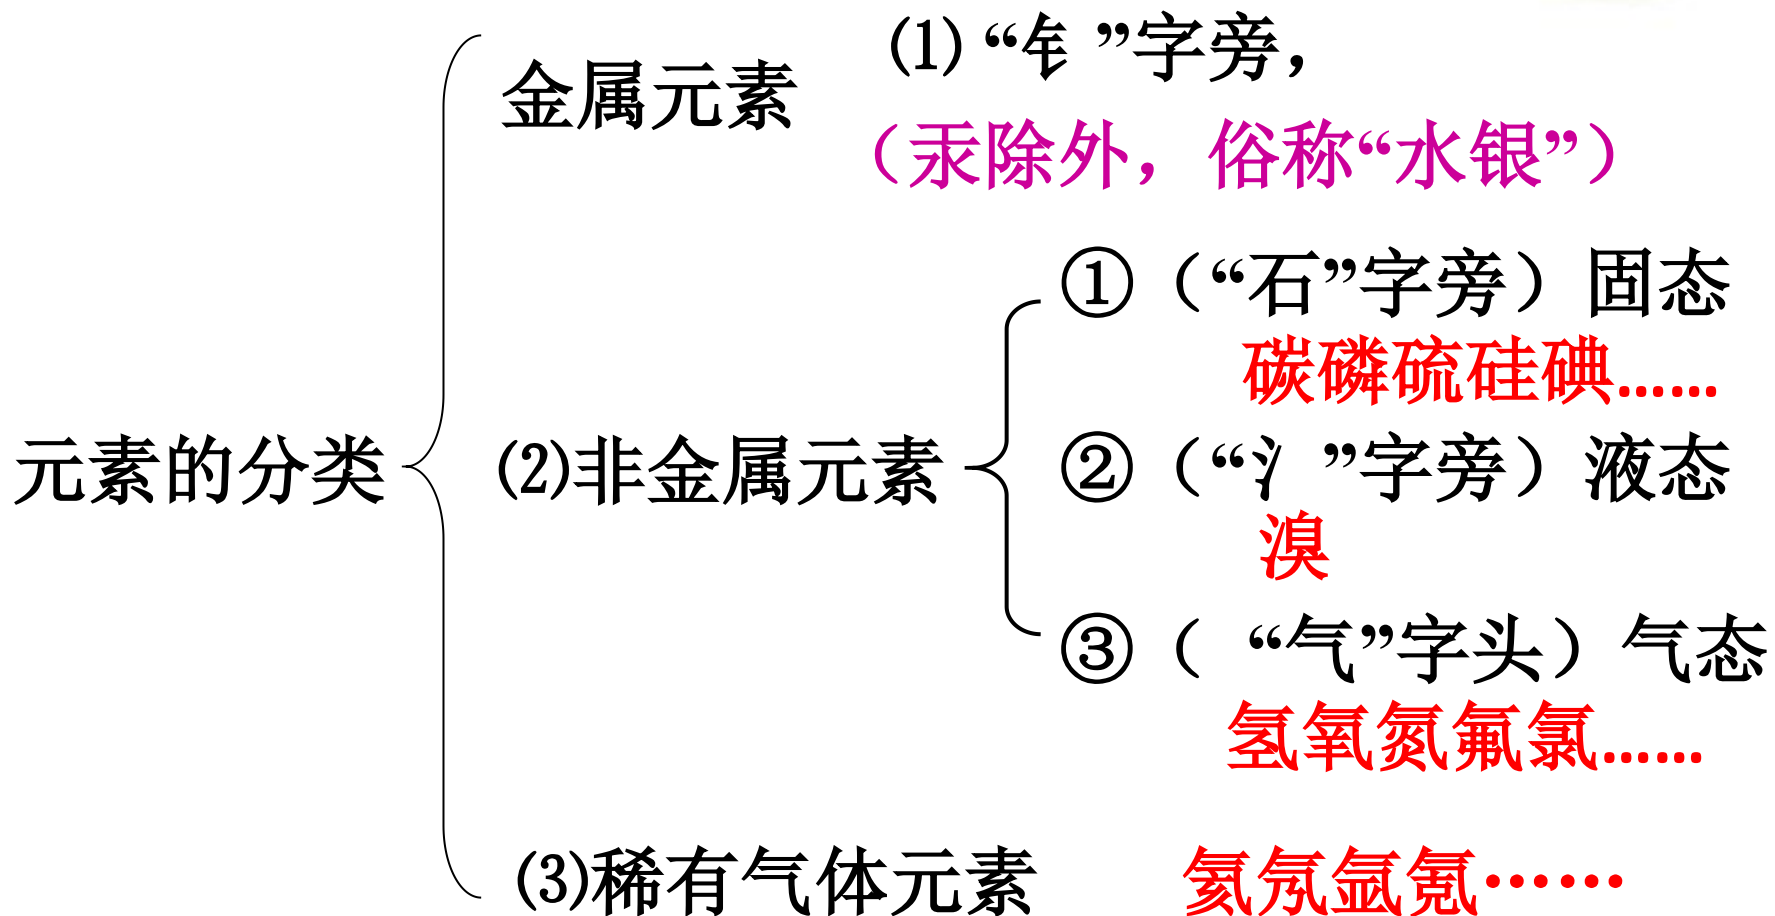 金属元素 ⑴“钅”字旁，
（汞除外，俗称“水银”）
①（“石”字旁）固态
碳磷硫硅碘……
元素的分类 ⑵非金属元素 ②（“氵”字旁）液态
溴
③（ “气”字头）气态
氢氧氮氟氯……
⑶稀有气体元素 氦氖氩氪……